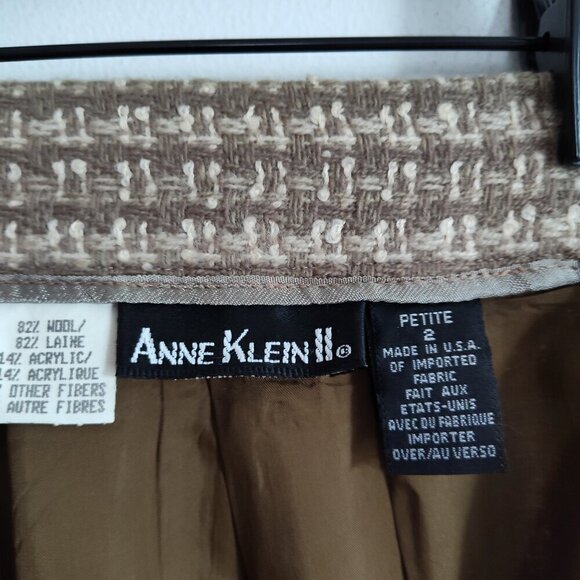 82% WOOL/
82% LAINE
14% ACRYLIC/
14% ACRYLIQUE
OTHER FIBERS
AUTRE FIBRES
ANNE KLEIN II
PETITE
2
MADE IN U.S.A.
OF IMPORTED
FABRIC
FAIT AUX
ETATS-UNIS
AVEC DU FABRIQUE
IMPORTER
OVER/AU VERSO